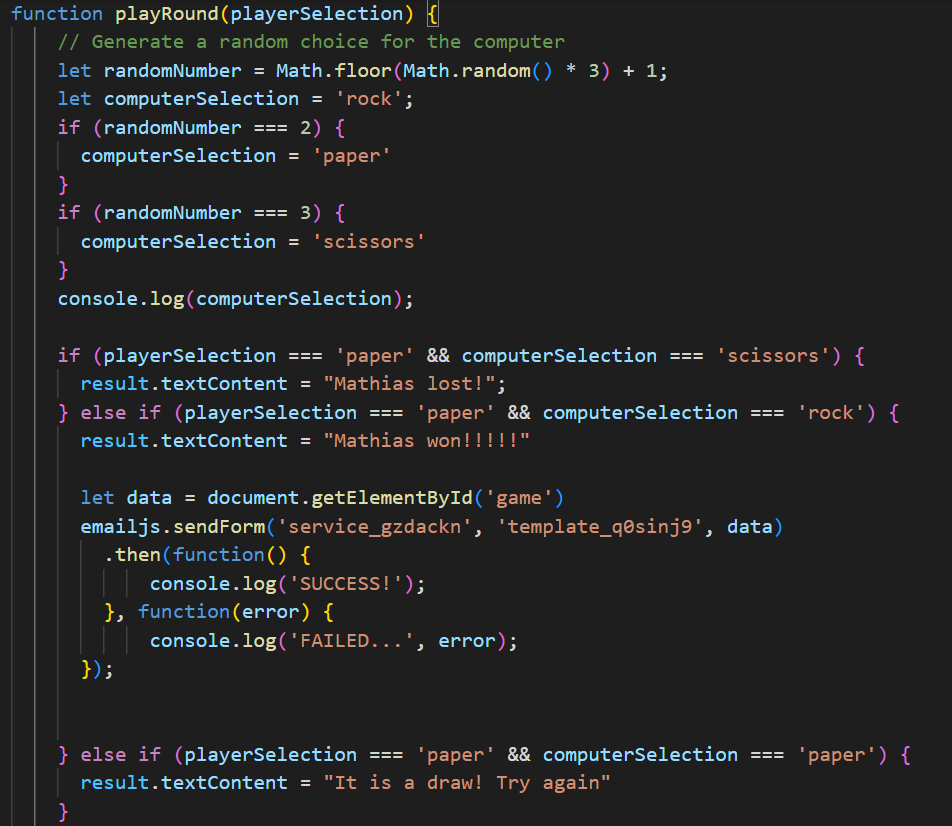 function playRound(playerSelection) {
// Generate a random choice for the computer
let randomNumber = Math.floor(Math.random() * 3) + 1;
let computerSelection = 'rock';
if (randomNumber === 2) {
computerSelection = 'paper'
}
if (randomNumber === 3) {
computerSelection = 'scissors'
}
console.log(computerSelection);
if (playerSelection === 'paper' && computerSelection === 'scissors') {
result.textContent = "Mathias lost!";
} else if (playerSelection === 'paper' && computerSelection === 'rock') {
result.textContent = "Mathias won!!!!!"
let data = document.getElementById('game')
emailjs.sendForm('service_gzdackn', 'template_q0sinj9', data)
.then(function() {
console.log('SUCCESS!');
}, function(error) {
console.log('FAILED...', error);
});
} else if (playerSelection === 'paper' && computerSelection === 'paper') {
result.textContent = "It is a draw! Try again"
}